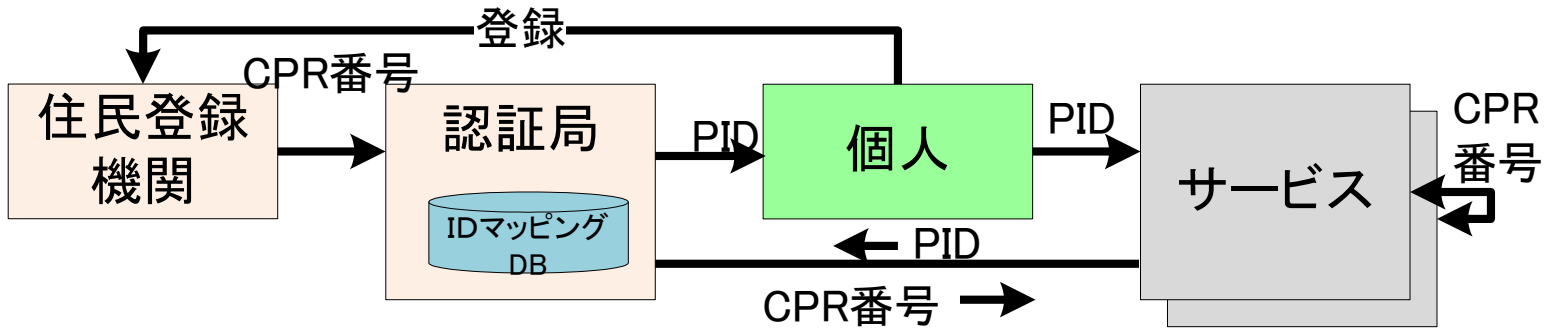 登録
CPR番号
住民登録
機関
認証局
IDマッピング
DB
PID
個人
PID
サービス
CPR
番号
PID
CPR番号